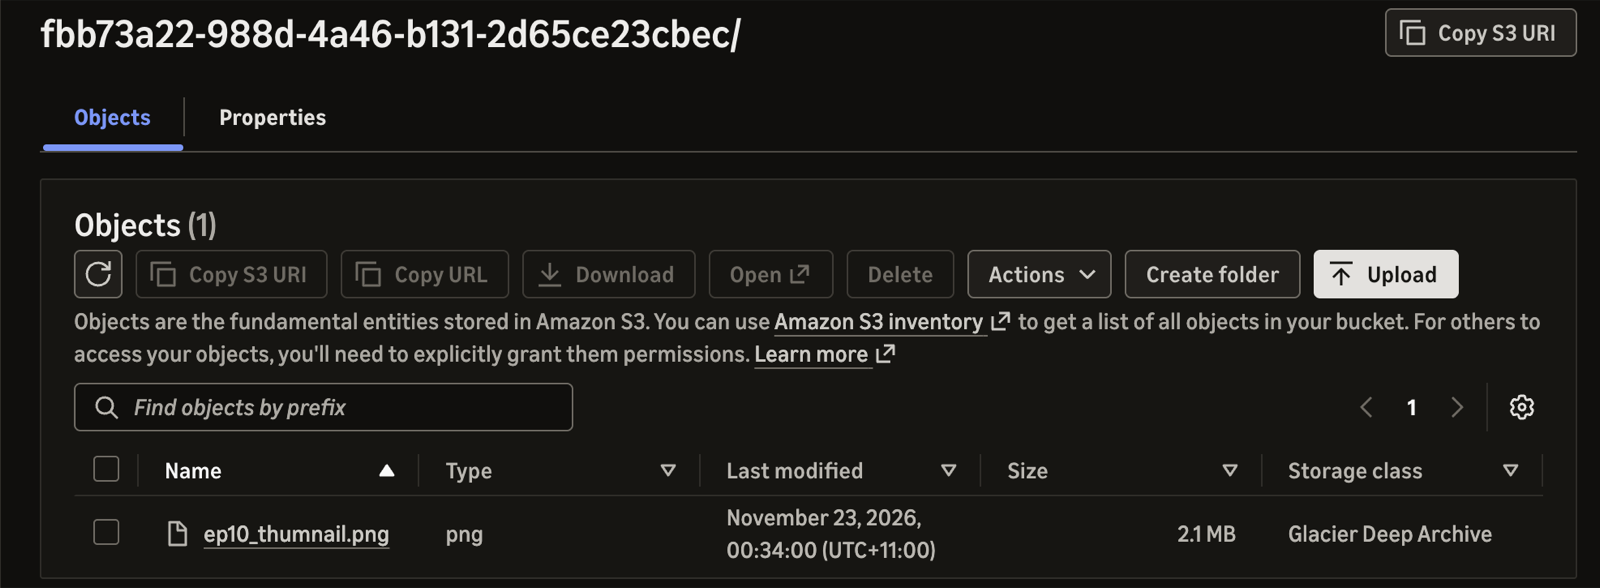 fbb73a22-988d-4a46-b131-2d65ce23cbec/
Copy S3 URI
Objects
Properties
Objects (1)
Copy S3 URI
Copy URL
Download
Open
Delete
Actions
Create folder
Upload
Objects are the fundamental entities stored in Amazon S3. You can use Amazon S3 inventory to get a list of all objects in your bucket. For others to
access your objects, you'll need to explicitly grant them permissions. Learn more
Find objects by prefix
1
Name
Type
Last modified
Size
Storage class
ep10_thumnail.png
png
November 23, 2026,
00:34:00 (UTC+11:00)
2.1 MB
Glacier Deep Archive